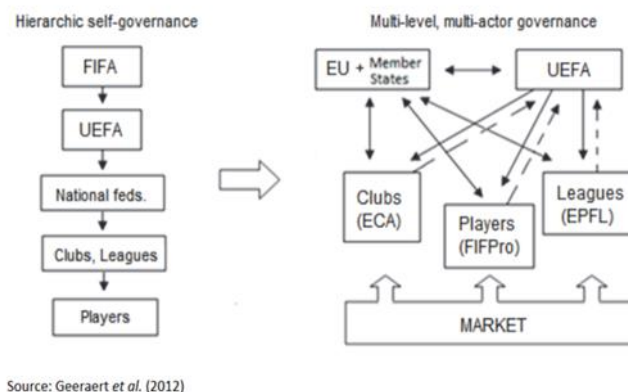 Hierarchic self-governance
FIFA
UEFA
National feds.
Clubs, Leagues
Players
Multi-level, multi-actor governance
EU + Member
States
UEFA
Clubs
(ECA)
Players
(FIFPro)
Leagues
(EPFL)
MARKET
Source: Geeraert et al. (2012)